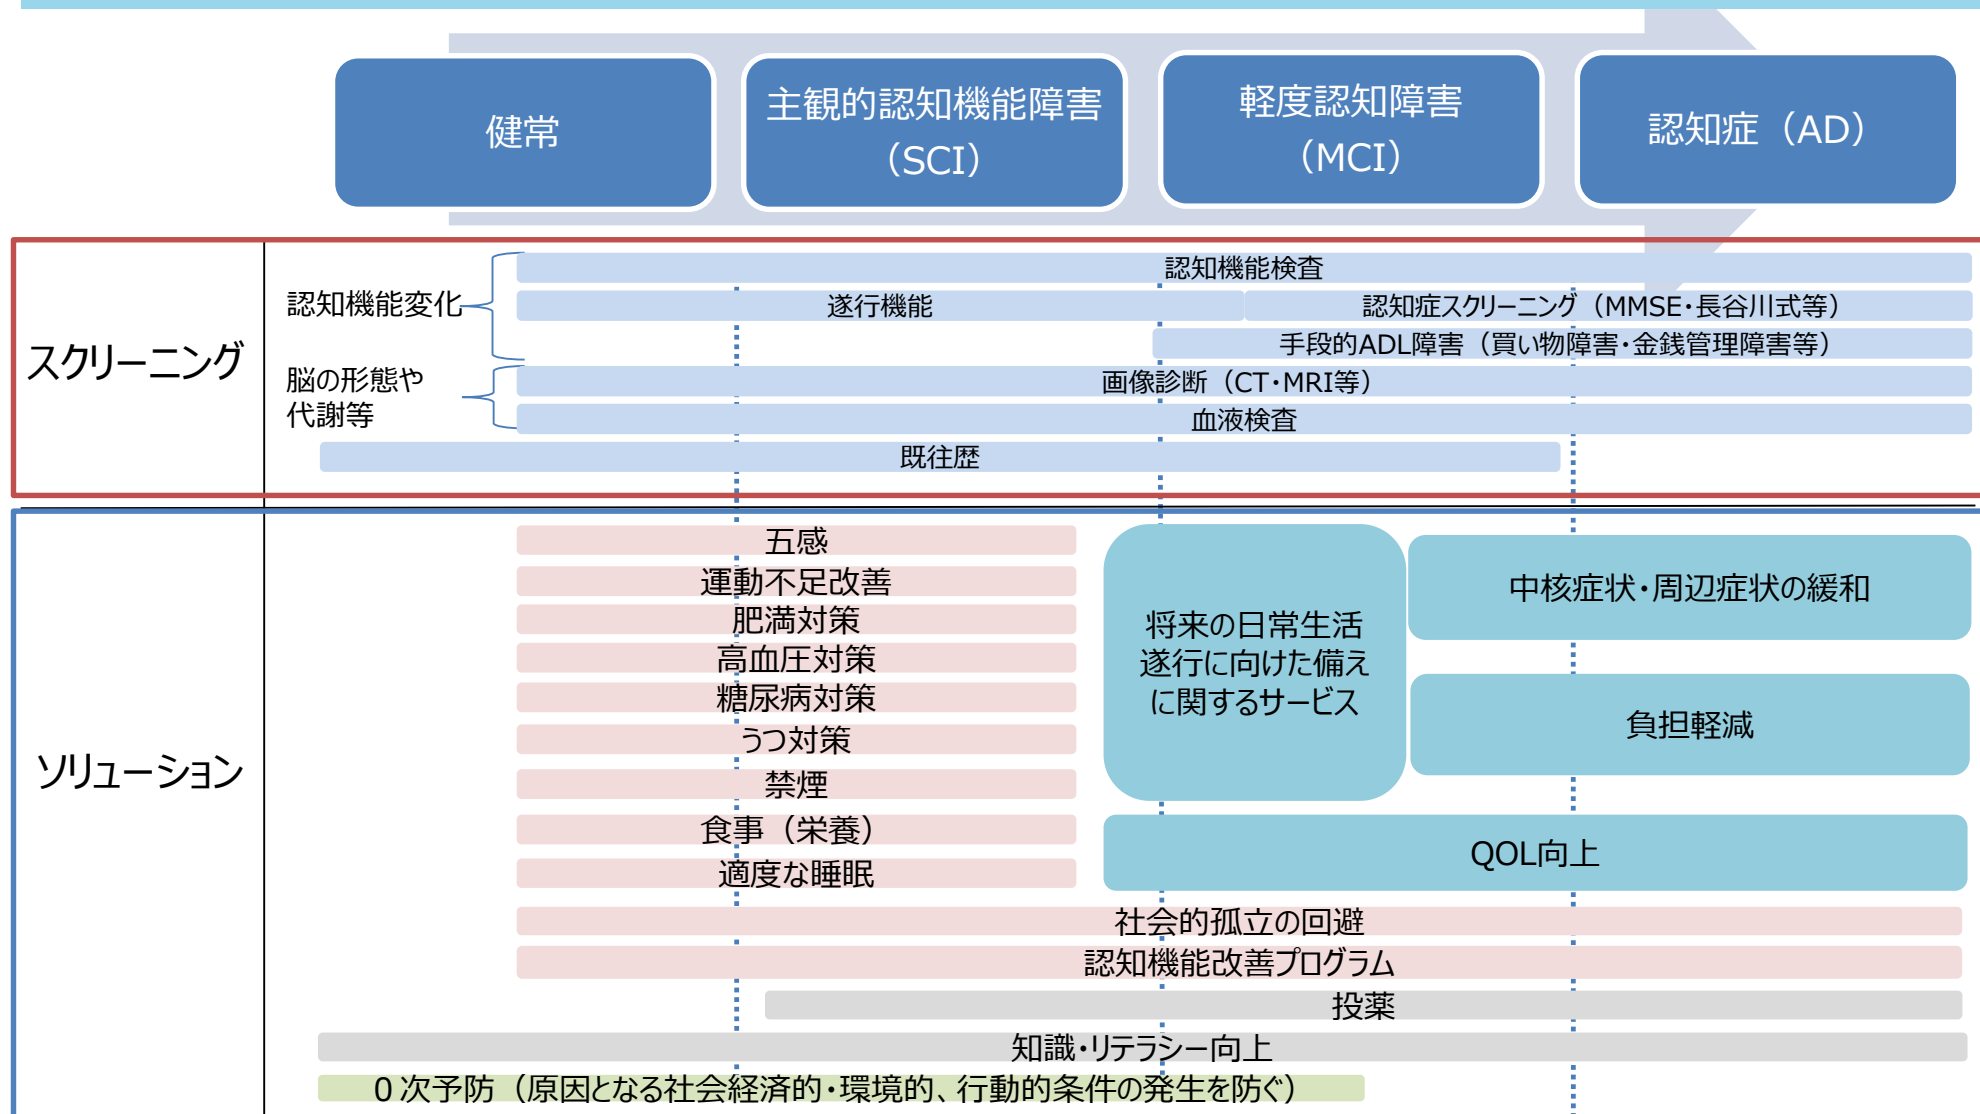 健常
主観的認知機能障害
（SCI）
軽度認知障害
（MCI）
認知症（AD）
スクリーニング
認知機能変化
認知機能検査
遂行機能
認知症スクリーニング（MMSE・長谷川式等）
手段的ADL障害（買い物障害・金銭管理障害等）
脳の形態や
代謝等
画像診断（CT・MRI等）
血液検査
既往歴
ソリューション
五感
運動不足改善
肥満対策
高血圧対策
糖尿病対策
うつ対策
禁煙
食事（栄養）
適度な睡眠
将来の日常生活
遂行に向けた備え
に関するサービス
中核症状・周辺症状の緩和
負担軽減
QOL向上
社会的孤立の回避
認知機能改善プログラム
投薬
知識・リテラシー向上
０次予防（原因となる社会経済的・環境的、行動的条件の発生を防ぐ）